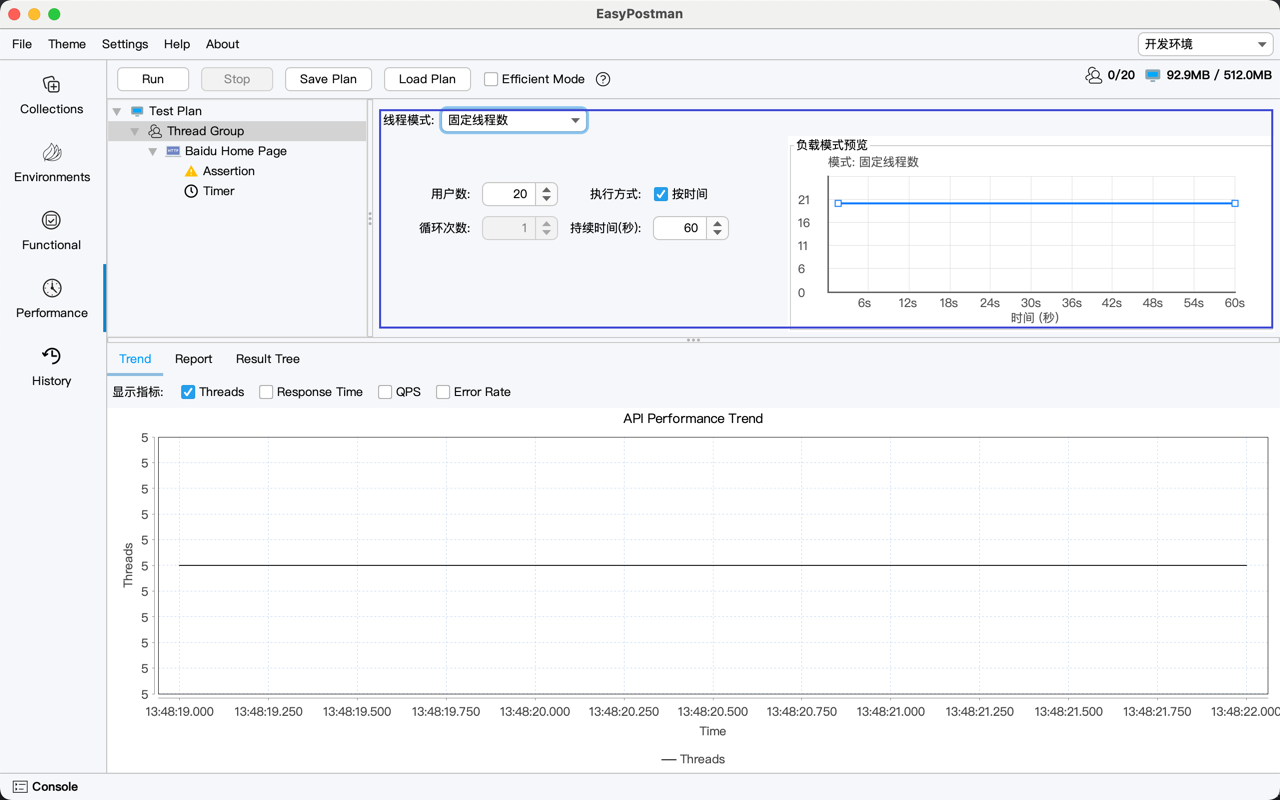 EasyPostman
File Theme Settings Help About 开发环境
Run Stop Save Plan Load Plan Efficient Mode ? 0/20 92.9MB / 512.0MB
Collections
Environments
Functional
Performance
History
Test Plan
Thread Group
HTTP Baidu Home Page
Assertion
Timer
线程模式: 固定线程数
用户数: 20 执行方式: 按时间
循环次数: 1 持续时间(秒): 60
负载模式预览
模式: 固定线程数
21
16
11
6
0
6s 12s 18s 24s 30s 36s 42s 48s 54s 60s
时间 (秒)
Trend Report Result Tree
显示指标: Threads Response Time QPS Error Rate
API Performance Trend
5
5
5
5
5
5
5
5
5
5
5
Threads
13:48:19.000 13:48:19.250 13:48:19.500 13:48:19.750 13:48:20.000 13:48:20.250 13:48:20.500 13:48:20.750 13:48:21.000 13:48:21.250 13:48:21.500 13:48:21.750 13:48:22.000
Time
Threads
Console